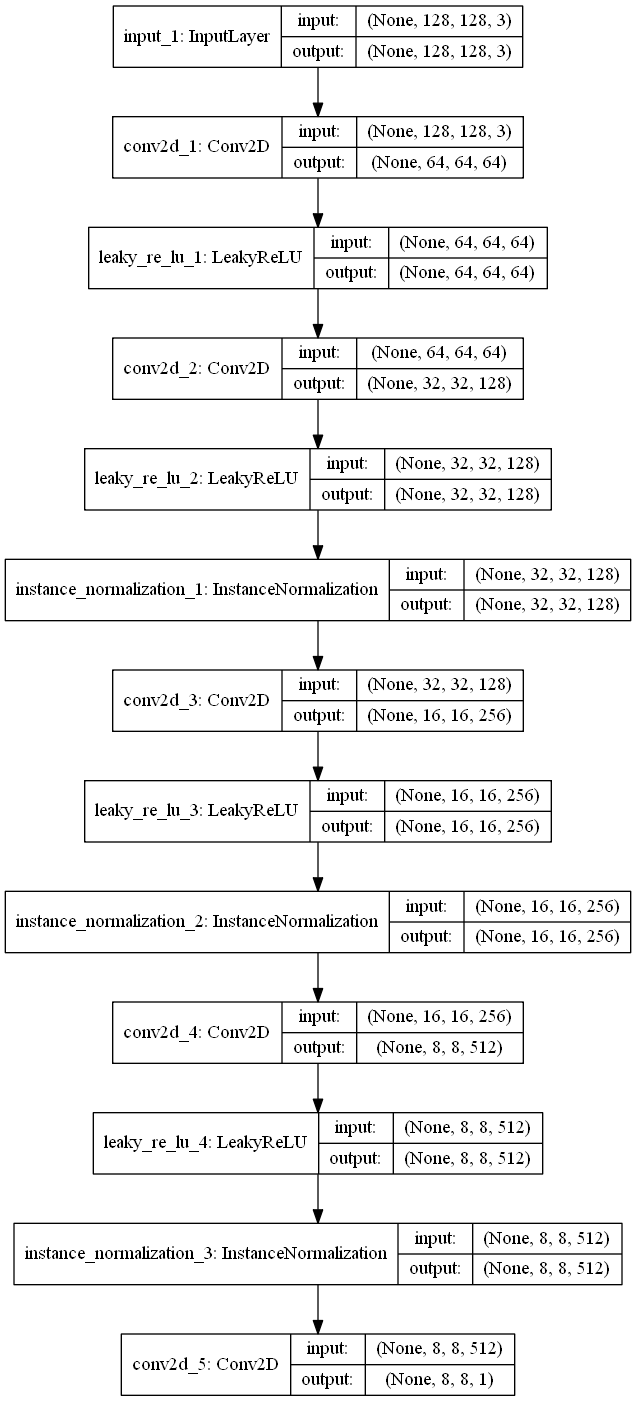 input_1: InputLayer
input: (None, 128, 128, 3)
output: (None, 128, 128, 3)
conv2d_1: Conv2D
input: (None, 128, 128, 3)
output: (None, 64, 64, 64)
leaky_re_lu_1: LeakyReLU
input: (None, 64, 64, 64)
output: (None, 64, 64, 64)
conv2d_2: Conv2D
input: (None, 64, 64, 64)
output: (None, 32, 32, 128)
leaky_re_lu_2: LeakyReLU
input: (None, 32, 32, 128)
output: (None, 32, 32, 128)
instance_normalization_1: InstanceNormalization
input: (None, 32, 32, 128)
output: (None, 32, 32, 128)
conv2d_3: Conv2D
input: (None, 32, 32, 128)
output: (None, 16, 16, 256)
leaky_re_lu_3: LeakyReLU
input: (None, 16, 16, 256)
output: (None, 16, 16, 256)
instance_normalization_2: InstanceNormalization
input: (None, 16, 16, 256)
output: (None, 16, 16, 256)
conv2d_4: Conv2D
input: (None, 16, 16, 256)
output: (None, 8, 8, 512)
leaky_re_lu_4: LeakyReLU
input: (None, 8, 8, 512)
output: (None, 8, 8, 512)
instance_normalization_3: InstanceNormalization
input: (None, 8, 8, 512)
output: (None, 8, 8, 512)
conv2d_5: Conv2D
input: (None, 8, 8, 512)
output: (None, 8, 8, 1)